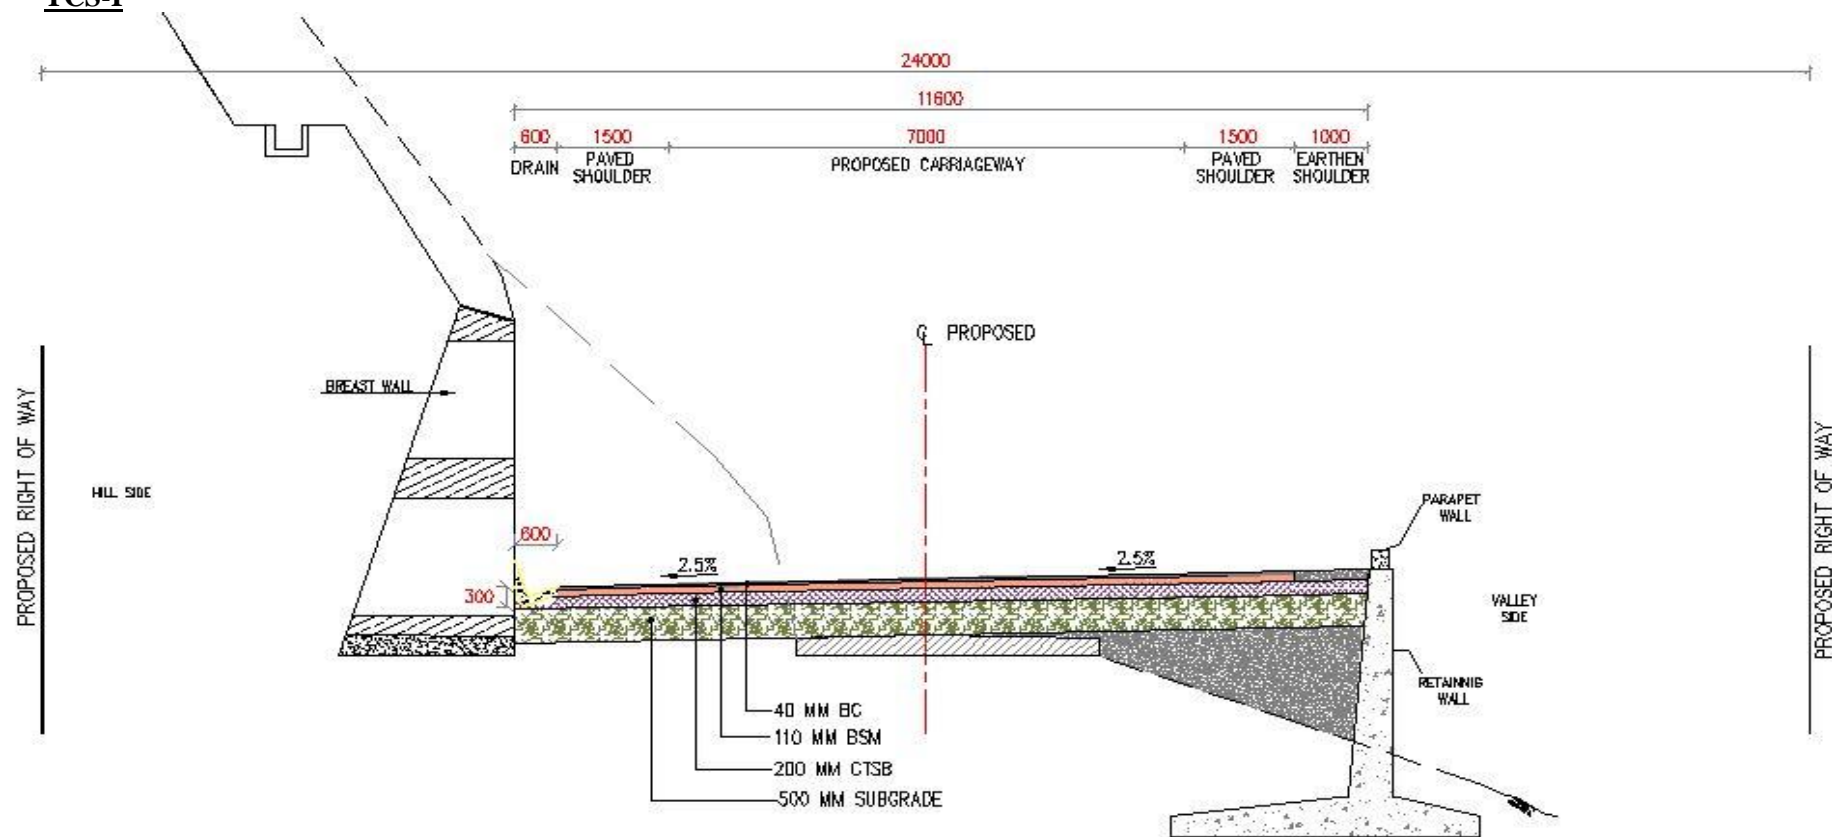 TCS-1
24000
11600
600 1500 7000 1500 1000
DRAIN PAVED SHOULDER PROPOSED CARRIAGEWAY PAVED SHOULDER EARTHEN SHOULDER
℄ PROPOSED
BREAST WALL
PROPOSED RIGHT OF WAY
HILL SIDE
600
300
2.5%
2.5%
PARAPET
WALL
VALLEY
SIDE
RETAINNIG
WALL
PROPOSED RIGHT OF WAY
40 MM BC
110 MM BSM
200 MM CTSB
500 MM SUBGRADE